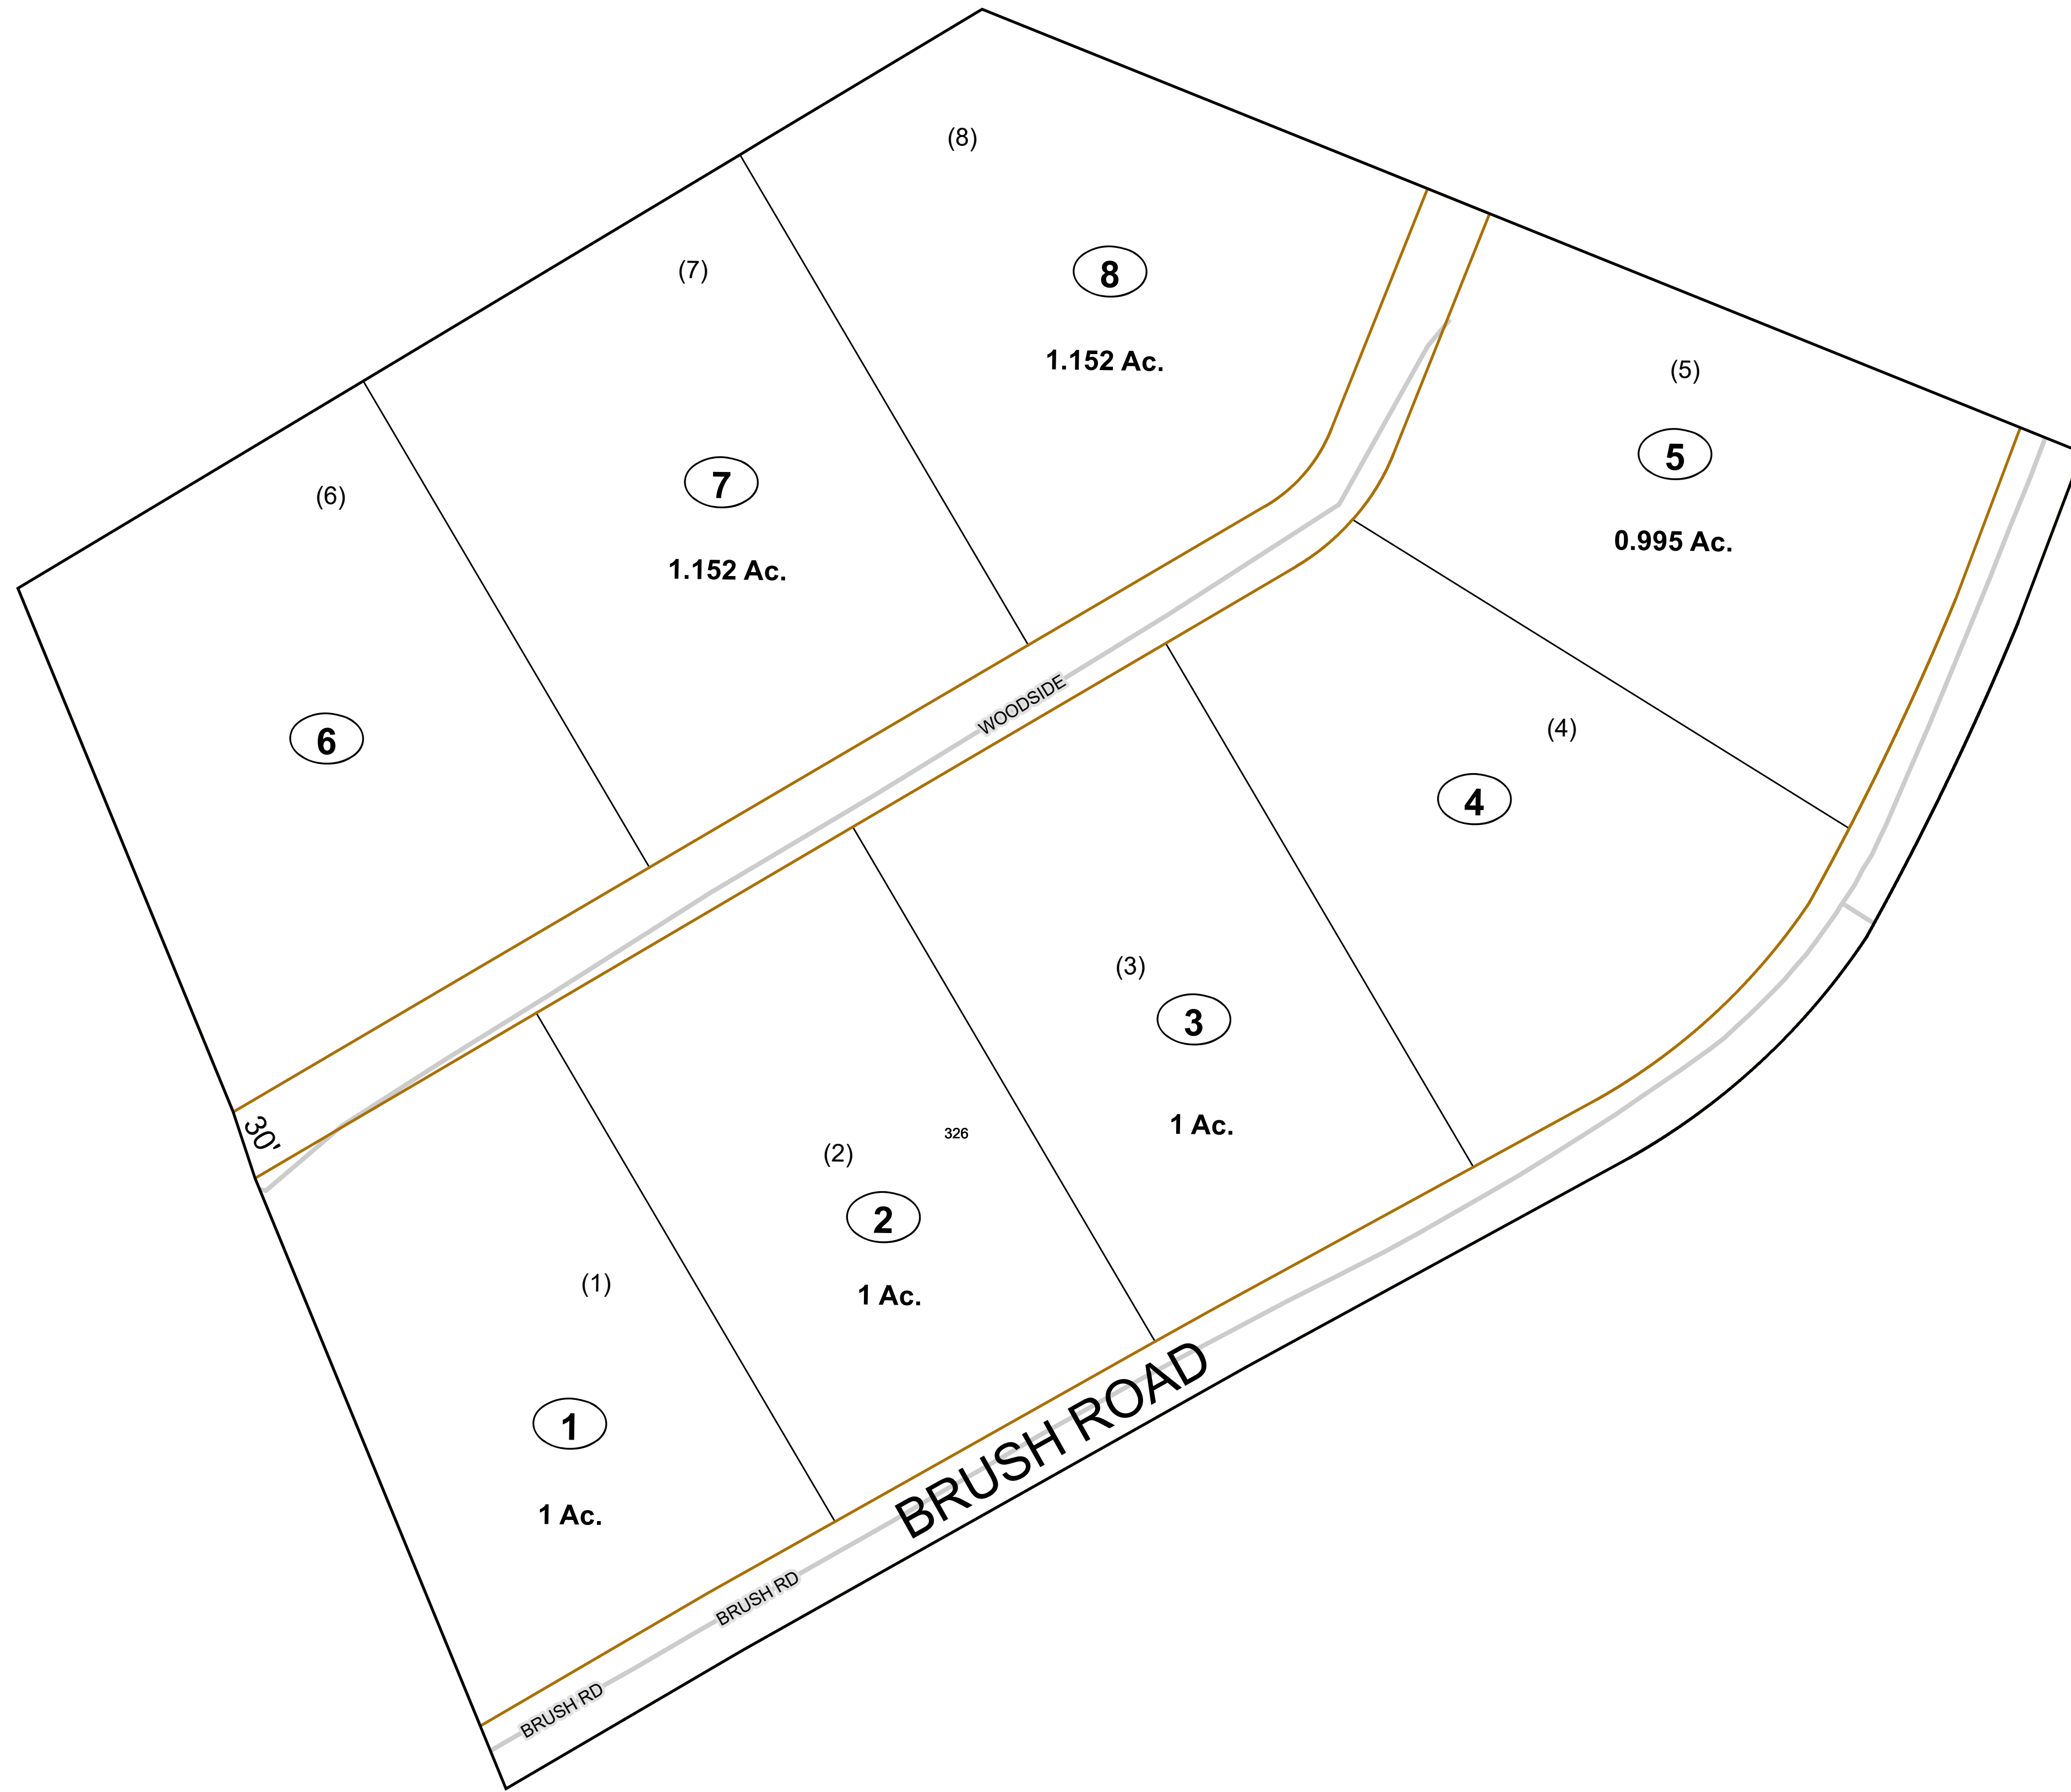 (8)
8
1.152 Ac.
(7)
7
1.152 Ac.
(5)
5
0.995 Ac.
(6)
6
WOODSIDE
(4)
4
(3)
3
1 Ac.
30'
(2)
326
2
1 Ac.
(1)
1
1 Ac.
BRUSH ROAD
BRUSH RD
BRUSH RD